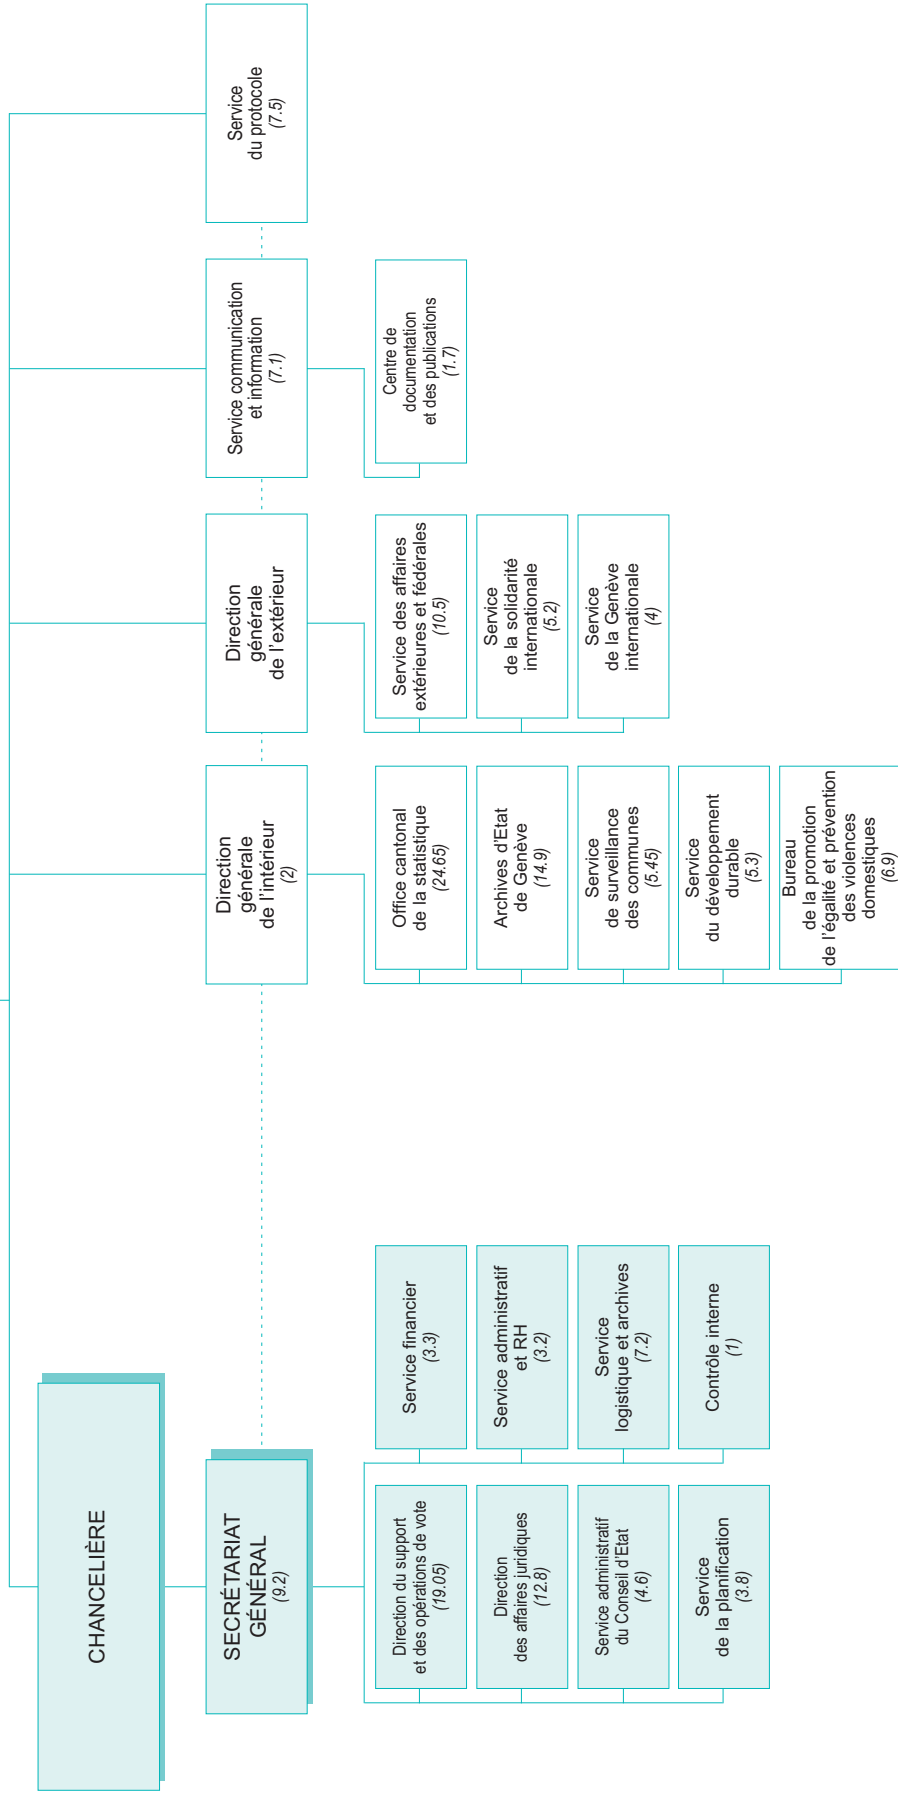 CHANCELIÈRE
SECRÉTARIAT
GÉNÉRAL
(9.2)
Direction du support
et des opérations de vote
(19.05)
Direction
des affaires juridiques
(12.8)
Service administratif
du Conseil d'Etat
(4.6)
Service
de la planification
(3.8)
Service financier
(3.3)
Service administratif
et RH
(3.2)
Service
logistique et archives
(7.2)
Contrôle interne
(1)
Direction
générale
de l'intérieur
(2)
Office cantonal
de la statistique
(24.65)
Archives d'Etat
de Genève
(14.9)
Service
de surveillance
des communes
(5.45)
Service
du développement
durable
(5.3)
Bureau
de la promotion
de l'égalité et prévention
des violences
domestiques
(6.9)
Direction
générale
de l'extérieur
Service des affaires
extérieures et fédérales
(10.5)
Service
de la solidarité
internationale
(5.2)
Service
de la Genève
internationale
(4)
Service communication
et information
(7.1)
Centre de
documentation
et des publications
(1.7)
Service
du protocole
(7.5)